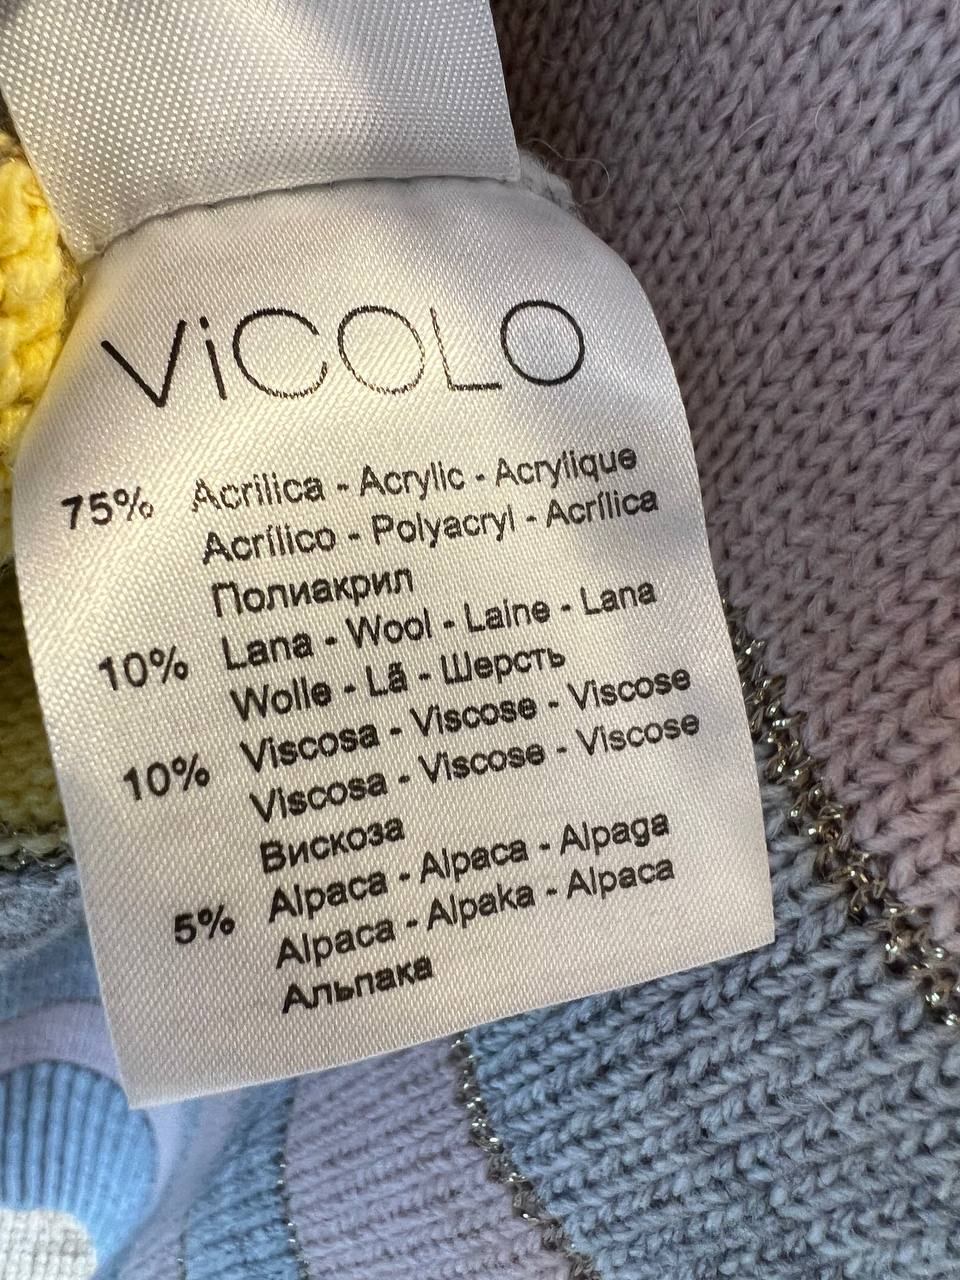 ViCOLO
75% Acrilica - Acrylic - Acrylique
Acrílico - Polyacryl - Acrílica
Полиакрил
10% Lana - Wool - Laine - Lana
Wolle - Lã - Шерсть
10% Viscosa - Viscose - Viscose
Viscosa - Viscose - Viscose
Вискоза
5% Alpaca - Alpaca - Alpaga
Alpaca - Alpaka - Alpaca
Альпака